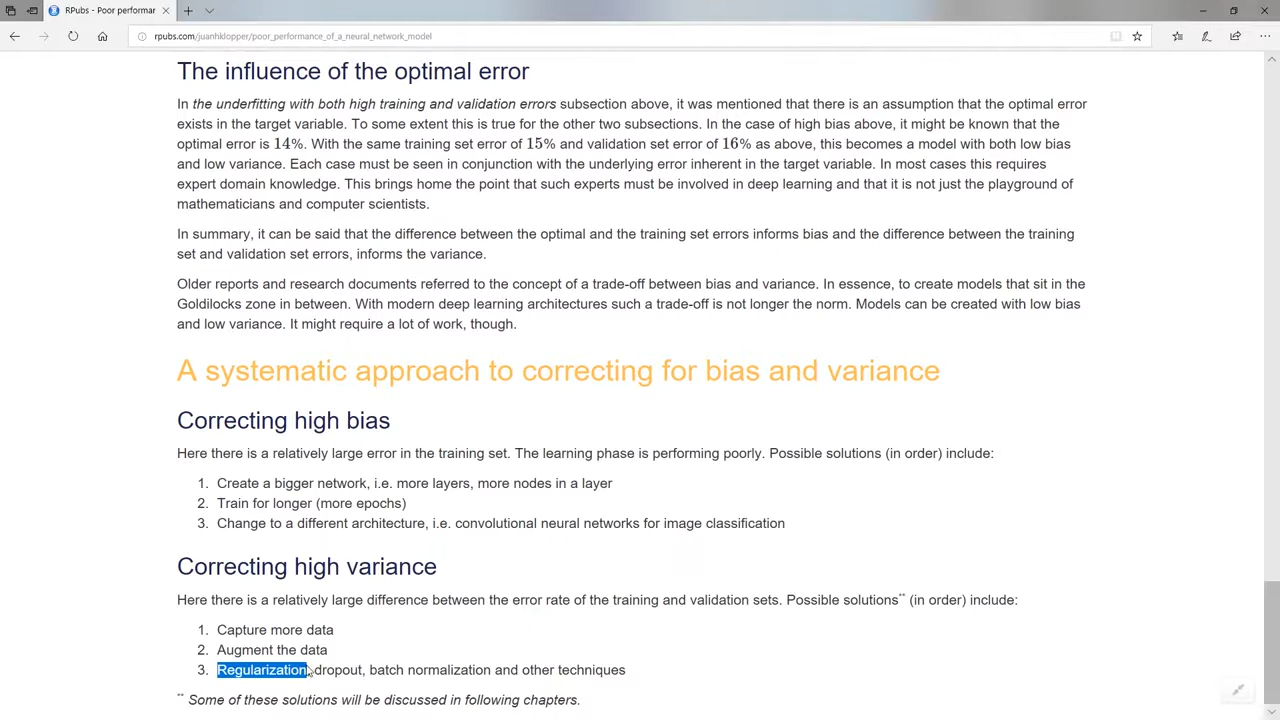 RPubs - Poor performar
rpubs.com/juanhklopper/poor_performance_of_a_neural_network_model
The influence of the optimal error
In the underfitting with both high training and validation errors subsection above, it was mentioned that there is an assumption that the optimal error
exists in the target variable. To some extent this is true for the other two subsections. In the case of high bias above, it might be known that the
optimal error is 14%. With the same training set error of 15% and validation set error of 16% as above, this becomes a model with both low bias
and low variance. Each case must be seen in conjunction with the underlying error inherent in the target variable. In most cases this requires
expert domain knowledge. This brings home the point that such experts must be involved in deep learning and that it is not just the playground of
mathematicians and computer scientists.
In summary, it can be said that the difference between the optimal and the training set errors informs bias and the difference between the training
set and validation set errors, informs the variance.
Older reports and research documents referred to the concept of a trade-off between bias and variance. In essence, to create models that sit in the
Goldilocks zone in between. With modern deep learning architectures such a trade-off is not longer the norm. Models can be created with low bias
and low variance. It might require a lot of work, though.
A systematic approach to correcting for bias and variance
Correcting high bias
Here there is a relatively large error in the training set. The learning phase is performing poorly. Possible solutions (in order) include:
1. Create a bigger network, i.e. more layers, more nodes in a layer
2. Train for longer (more epochs)
3. Change to a different architecture, i.e. convolutional neural networks for image classification
Correcting high variance
Here there is a relatively large difference between the error rate of the training and validation sets. Possible solutions** (in order) include:
1. Capture more data
2. Augment the data
3. Regularization, dropout, batch normalization and other techniques
** Some of these solutions will be discussed in following chapters.